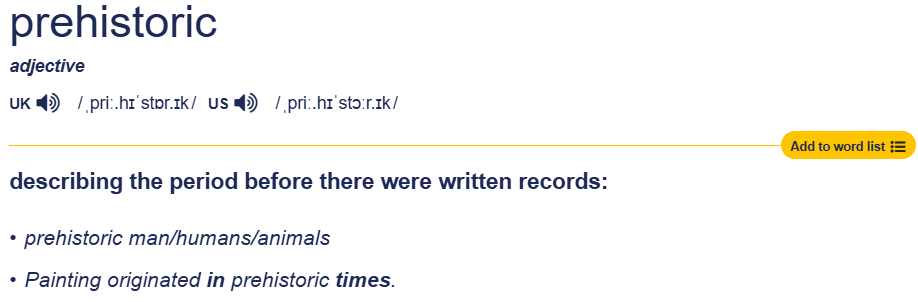 prehistoric
adjective
UK /ˌpriː.hɪˈstɒr.ɪk/ US /ˌpriː.hɪˈstɔːr.ɪk/
Add to word list
describing the period before there were written records:
• prehistoric man/humans/animals
• Painting originated in prehistoric times.